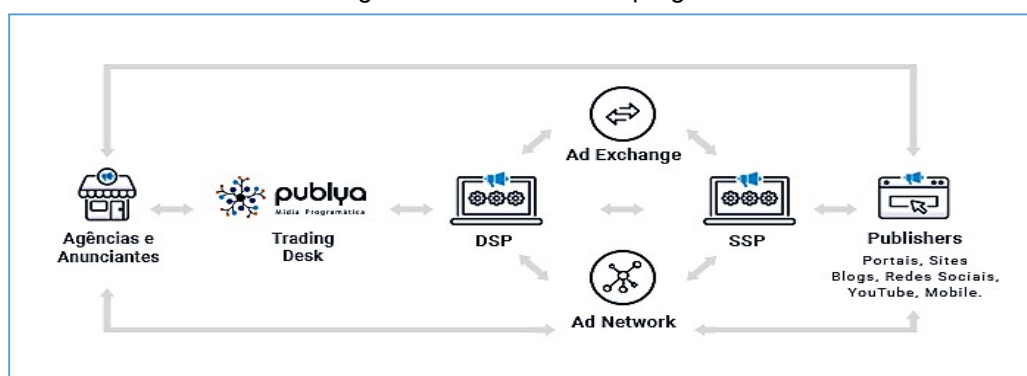 Ad Exchange
publya
Mídia Programática
Agências e
Anunciantes
Trading
Desk
DSP
SSP
Publishers
Portais, Sites
Blogs, Redes Sociais,
YouTube, Mobile.
Ad Network